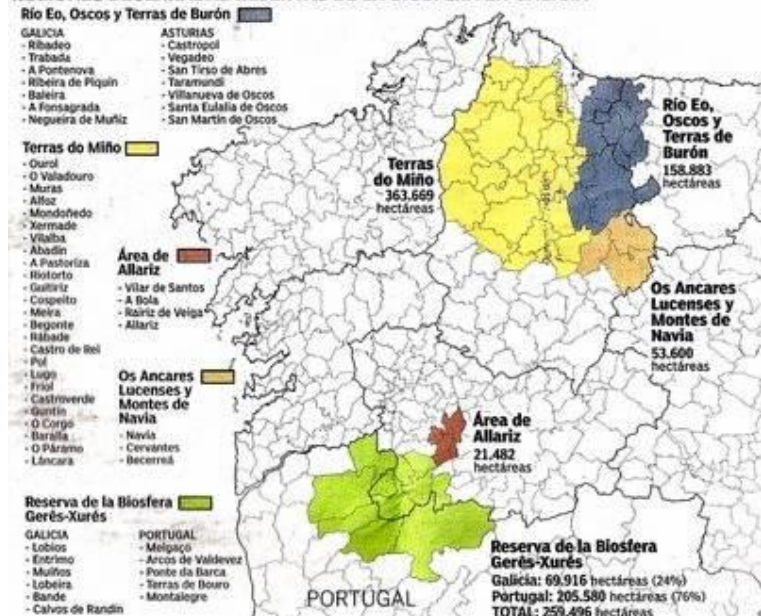 Río Eo, Oscos y Terras de Burón
GALICIA
- Ribadeo
- Trabada
- A Pontenova
- Ribeira de Piquín
- Baleira
- A Fonsagrada
- Negueira de Muñiz
ASTURIAS
- Castropol
- Vegadeo
- San Tirso de Abres
- Taramundi
- Villanueva de Oscos
- Santa Eulalia de Oscos
- San Martín de Oscos
Terras do Miño
- Ourol
- O Valadouro
- Muras
- Alfoz
- Mondoñedo
- Xermade
- Vilalba
- Abadín
- A Pastoriza
- Riotorto
- Guitiriz
- Cospeito
- Meira
- Begonte
- Rábade
- Castro de Rei
- Pol
- Lugo
- Friol
- Castroverde
- Guntín
- O Corgo
- Baralla
- O Páramo
- Láncara
Área de
Allariz
- Vilar de Santos
- A Bola
- Rairiz de Veiga
- Allariz
Os Ancares
Lucenses y
Montes de
Navia
- Navia
- Cervantes
- Becerreá
Reserva de la Biosfera
Gerês-Xurés
GALICIA
- Lobios
- Entrimo
- Muíños
- Lobeira
- Bande
- Calvos de Randín
PORTUGAL
- Melgaço
- Arcos de Valdevez
- Ponte da Barca
- Terras de Bouro
- Montalegre
Terras
do Miño
363.669
hectáreas
Río Eo,
Oscos y
Terras de
Burón
158.883
hectáreas
Os Ancares
Lucenses y
Montes de
Navia
53.600
hectáreas
Área de
Allariz
21.482
hectáreas
Reserva de la Biosfera
Gerês-Xurés
Galicia: 69.916 hectáreas (24%)
Portugal: 205.580 hectáreas (76%)
TOTAL: 259.496 hectáreas
PORTUGAL